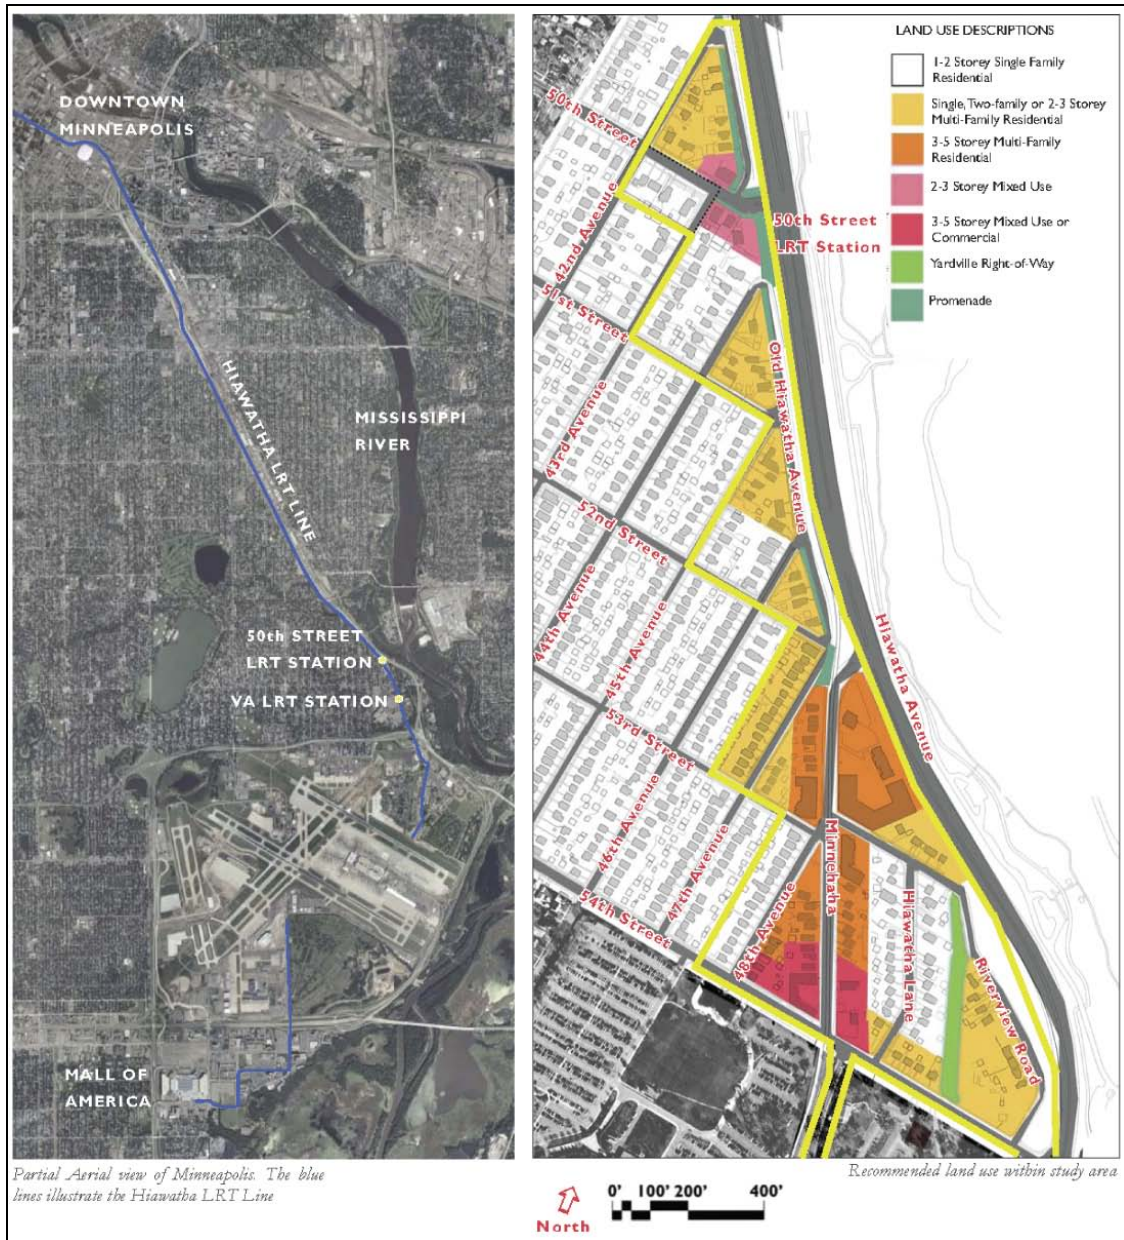 DOWNTOWN
MINNEAPOLIS
HIAWATHA LRT LINE
MISSISSIPPI
RIVER
50th STREET
LRT STATION
VA LRT STATION
MALL OF
AMERICA
Partial Aerial view of Minneapolis. The blue
lines illustrate the Hiawatha LRT Line
LAND USE DESCRIPTIONS
1-2 Storey Single Family
Residential
Single, Two-family or 2-3 Storey
Multi-Family Residential
3-5 Storey Multi-Family
Residential
2-3 Storey Mixed Use
3-5 Storey Mixed Use or
Commercial
Yardville Right-of-Way
Promenade
50th Street
42nd Avenue
50th Street
LRT Station
51st Street
Old Hiawatha Avenue
43rd Avenue
52nd Street
44th Avenue
45th Avenue
Hiawatha Avenue
53rd Street
46th Avenue
47th Avenue
Minnehaha
48th Avenue
54th Street
Hiawatha Lane
Riverview Road
Recommended land use within study area
North
0' 100' 200' 400'